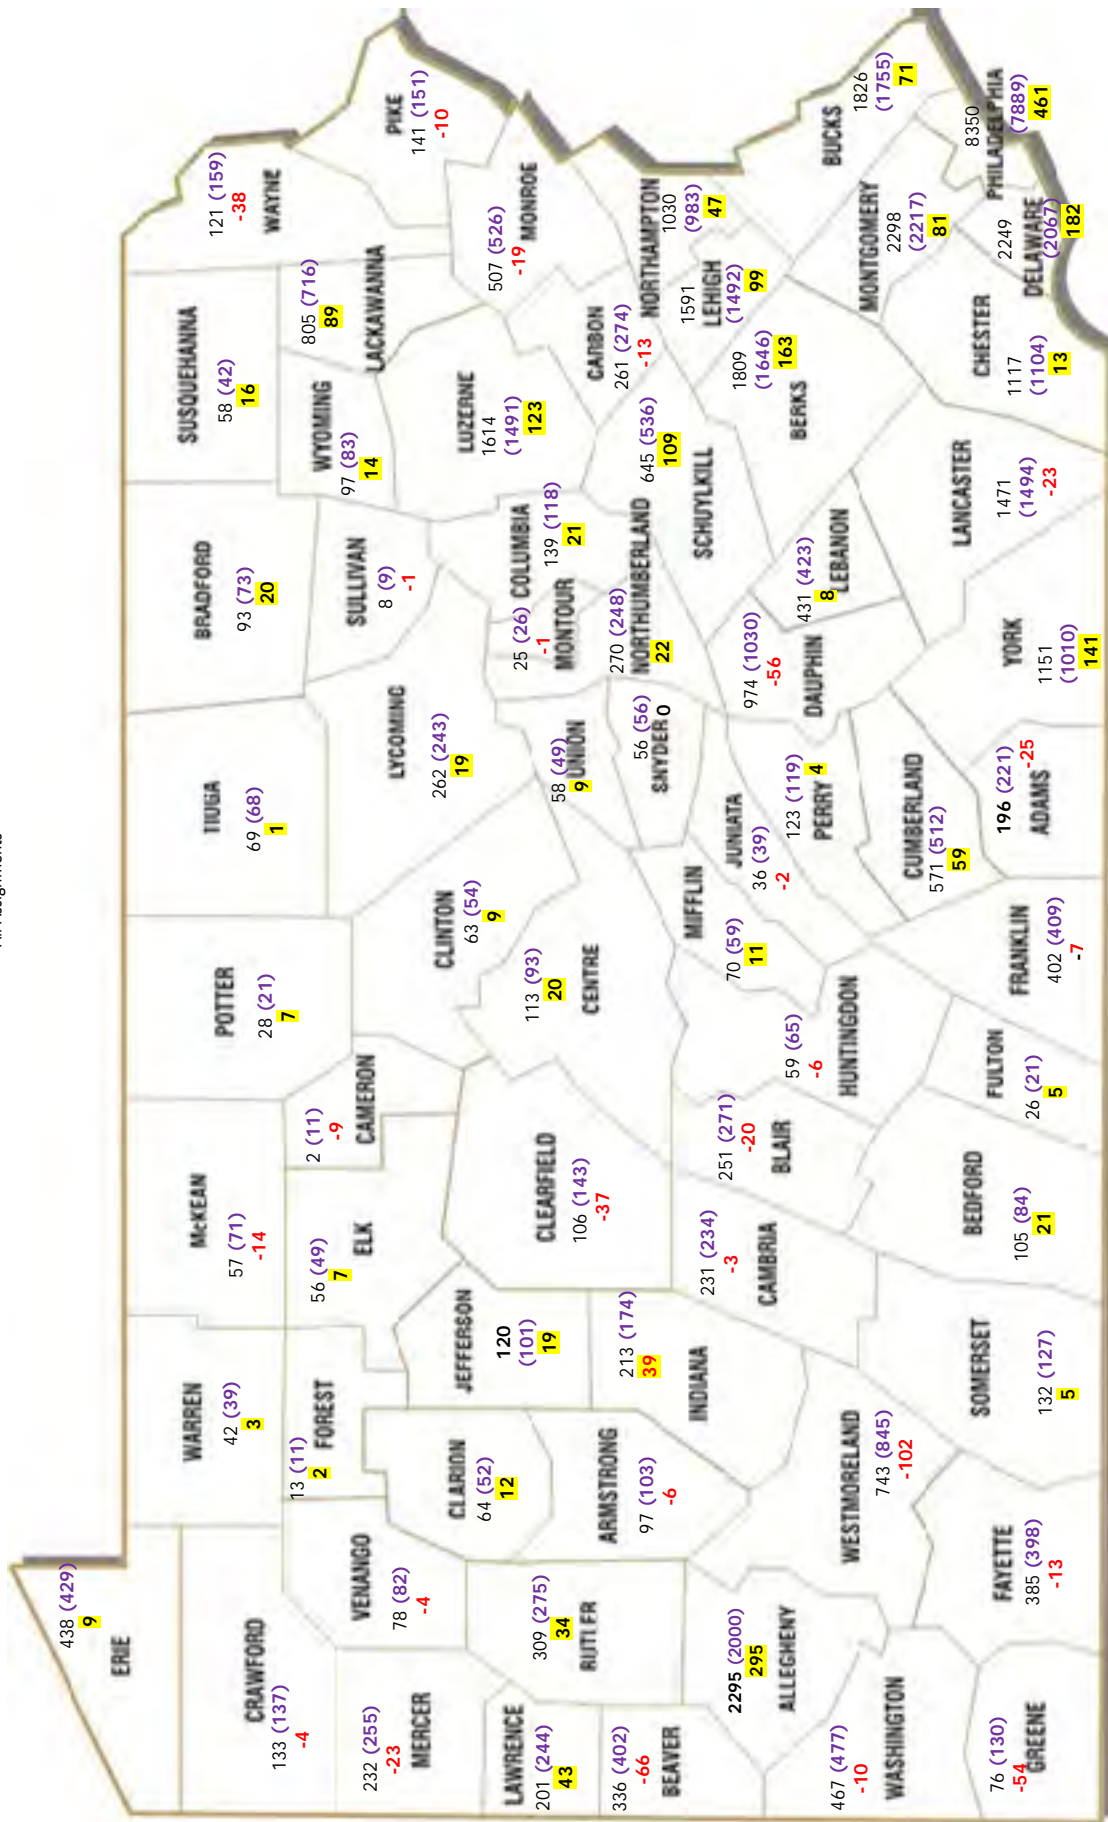 All Assignments
ERIE
438 (429)
9
CRAWFORD
133 (137)
-4
WARREN
42 (39)
3
McKEAN
57 (71)
-14
POTTER
28 (21)
7
TIOGA
69 (68)
1
BRADFORD
93 (73)
20
SUSQUEHANNA
58 (42)
16
121 (159)
-38
WAYNE
PIKE
141 (151)
-10
MERCER
232 (255)
-23
VENANGO
78 (82)
-4
13 (11)
2
FOREST
56 (49)
7
ELK
2 (11)
-9
CAMERON
CLINTON
63 (54)
9
LYCOMING
262 (243)
19
SULLIVAN
8 (9)
-1
WYOMING
97 (83)
14
805 (716)
89
LACKAWANNA
LAWRENCE
201 (244)
43
309 (275)
34
BUTLER
CLARION
64 (52)
12
JEFFERSON
120
(101)
19
CLEARFIELD
106 (143)
-37
113 (93)
20
CENTRE
58 (49)
9
UNION
25 (26)
-1
MONTOUR
COLUMBIA
139 (118)
21
LUZERNE
1614
(1491)
123
507 (526)
-19
MONROE
336 (402)
-66
BEAVER
ARMSTRONG
97 (103)
-6
213 (174)
39
INDIANA
56 (56)
SNYDER 0
270 (248)
NORTHUMBERLAND
22
CARBON
261 (274)
-13
NORTHAMPTON
1030
(983)
47
2295 (2000)
295
ALLEGHENY
231 (234)
-3
CAMBRIA
251 (271)
-20
BLAIR
59 (65)
-6
HUNTINGDON
MIFFLIN
70 (59)
11
JUNIATA
36 (39)
-2
123 (119)
PERRY 4
974 (1030)
-56
DAUPHIN
645 (536)
109
SCHUYLKILL
1591
LEHIGH
(1492)
99
1809
(1646)
163
BERKS
BUCKS
1826
(1755)
71
WESTMORELAND
743 (845)
-102
431 (423)
8
LEBANON
MONTGOMERY
2298
(2217)
81
467 (477)
-10
WASHINGTON
SOMERSET
132 (127)
5
BEDFORD
105 (84)
21
FULTON
26 (21)
5
FRANKLIN
402 (409)
-7
CUMBERLAND
571 (512)
59
196 (221)
-25
ADAMS
YORK
1151
(1010)
141
LANCASTER
1471
(1494)
-23
CHESTER
1117
(1104)
13
2249
DELAWARE
(2067)
182
8350
PHILADELPHIA
(7889)
461
76 (130)
-54
GREENE
FAYETTE
385 (398)
-13